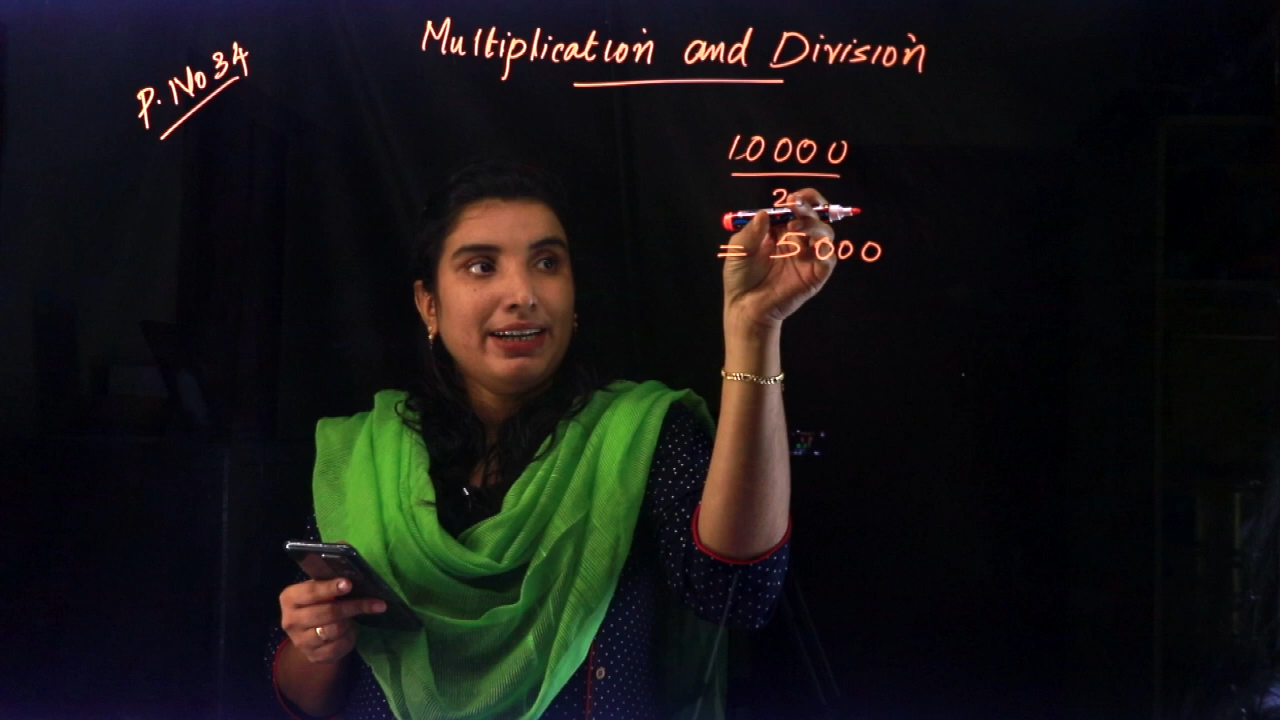 Multiplication and Division
P. No 34
10000
2
= 5000